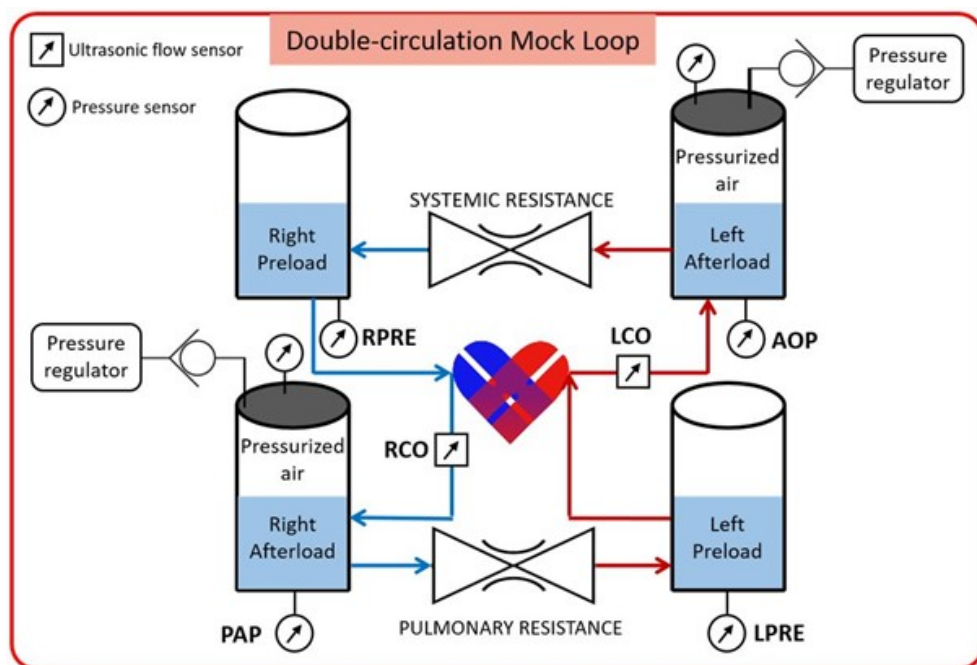 Double-circulation Mock Loop
Ultrasonic flow sensor
Pressure sensor
Pressure
regulator
Pressurized
air
Left
Afterload
SYSTEMIC RESISTANCE
Right
Preload
RPRE
LCO
AOP
Pressure
regulator
Pressurized
air
Right
Afterload
RCO
Left
Preload
PAP
PULMONARY RESISTANCE
LPRE